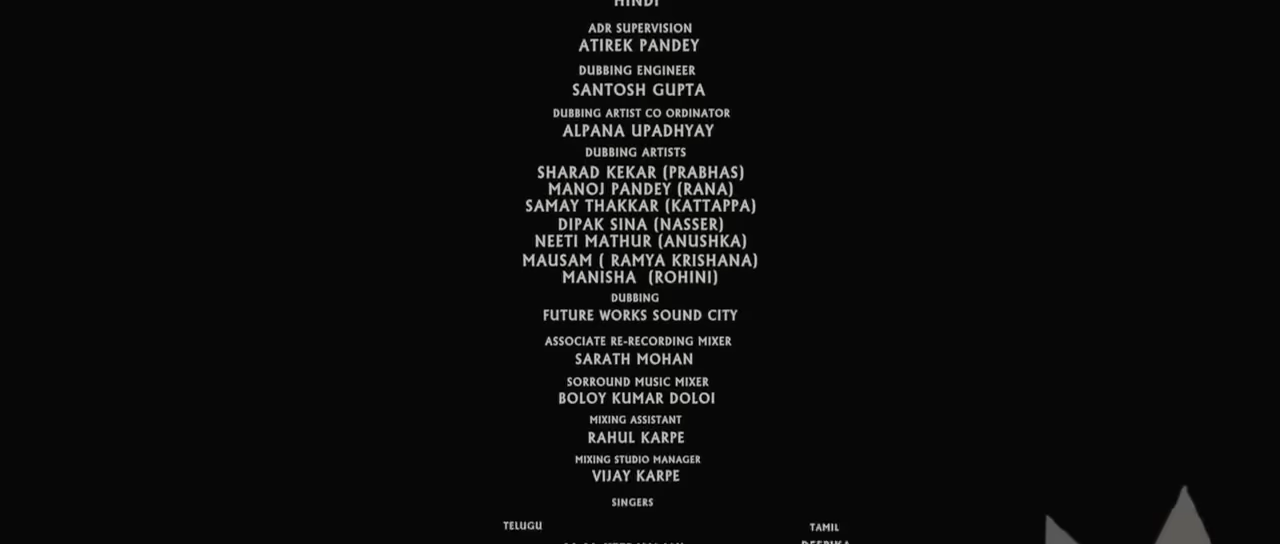 HINDI
ADR SUPERVISION
ATIREK PANDEY
DUBBING ENGINEER
SANTOSH GUPTA
DUBBING ARTIST CO ORDINATOR
ALPANA UPADHYAY
DUBBING ARTISTS
SHARAD KEKAR (PRABHAS)
MANOJ PANDEY (RANA)
SAMAY THAKKAR (KATTAPPA)
DIPAK SINA (NASSER)
NEETI MATHUR (ANUSHKA)
MAUSAM ( RAMYA KRISHANA)
MANISHA (ROHINI)
DUBBING
FUTURE WORKS SOUND CITY
ASSOCIATE RE-RECORDING MIXER
SARATH MOHAN
SORROUND MUSIC MIXER
BOLOY KUMAR DOLOI
MIXING ASSISTANT
RAHUL KARPE
MIXING STUDIO MANAGER
VIJAY KARPE
SINGERS
TELUGU TAMIL
DEEPIKA